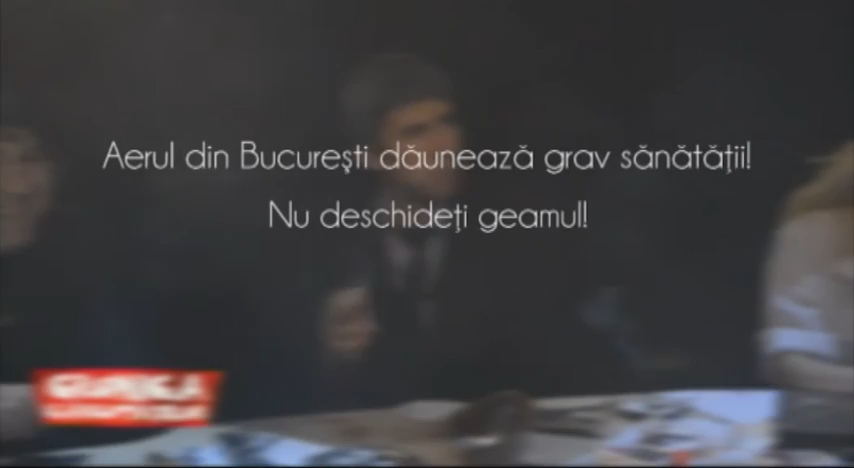 Aerul din București dăunează grav sănătății!
Nu deschideți geamul!